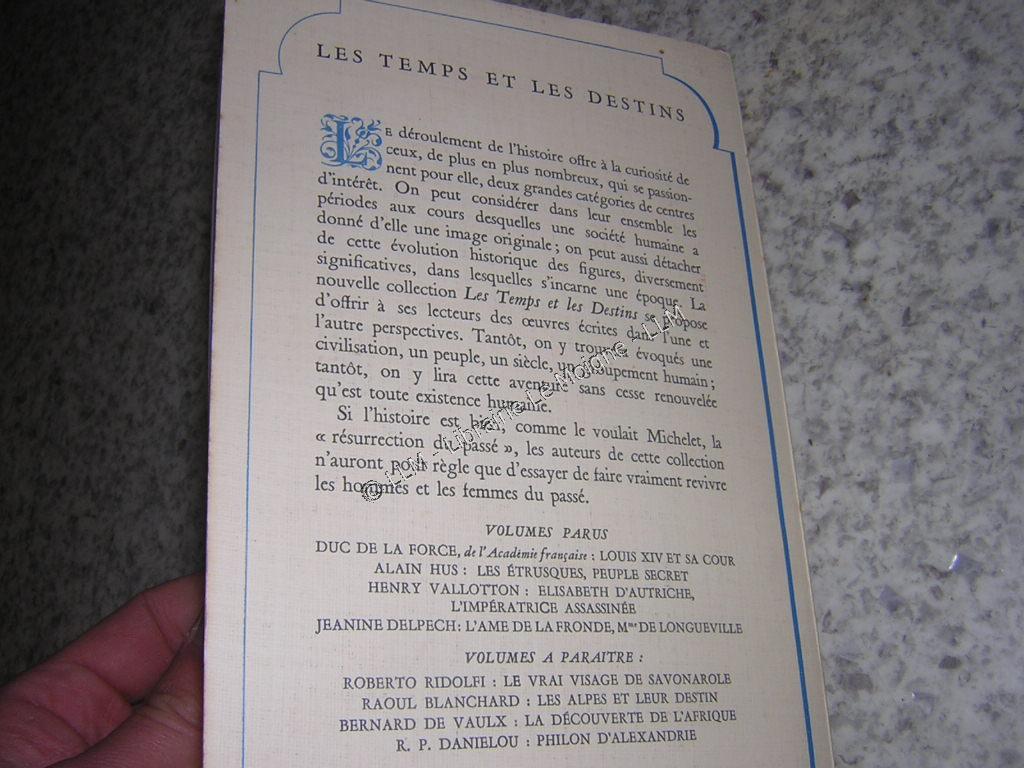 LES TEMPS ET LES DESTINS
LE déroulement de l'histoire offre à la curiosité de
ceux, de plus en plus nombreux, qui se passion-
nent pour elle, deux grandes catégories de centres
d'intérêt. On peut considérer dans leur ensemble les
périodes aux cours desquelles une société humaine a
donné d'elle une image originale; on peut aussi détacher
de cette évolution historique des figures, diversement
significatives, dans lesquelles s'incarne une époque. La
nouvelle collection Les Temps et les Destins se propose
d'offrir à ses lecteurs des œuvres écrites dans l'une et
l'autre perspectives. Tantôt, on y trouvera évoqués une
civilisation, un peuple, un siècle, un groupement humain;
tantôt, on y lira cette aventure sans cesse renouvelée
qu'est toute existence humaine.
Si l'histoire est bien, comme le voulait Michelet, la
« résurrection du passé », les auteurs de cette collection
n'auront pour règle que d'essayer de faire vraiment revivre
les hommes et les femmes du passé.
VOLUMES PARUS
DUC DE LA FORCE, de l'Académie française : LOUIS XIV ET SA COUR
ALAIN HUS : LES ÉTRUSQUES, PEUPLE SECRET
HENRY VALLOTTON : ELISABETH D'AUTRICHE,
L'IMPÉRATRICE ASSASSINÉE
JEANINE DELPECH : L'AME DE LA FRONDE, Mme DE LONGUEVILLE
VOLUMES A PARAITRE :
ROBERTO RIDOLFI : LE VRAI VISAGE DE SAVONAROLE
RAOUL BLANCHARD : LES ALPES ET LEUR DESTIN
BERNARD DE VAULX : LA DÉCOUVERTE DE L'AFRIQUE
R. P. DANIELOU : PHILON D'ALEXANDRIE
© LLM - Librairie Le Moione - LLM